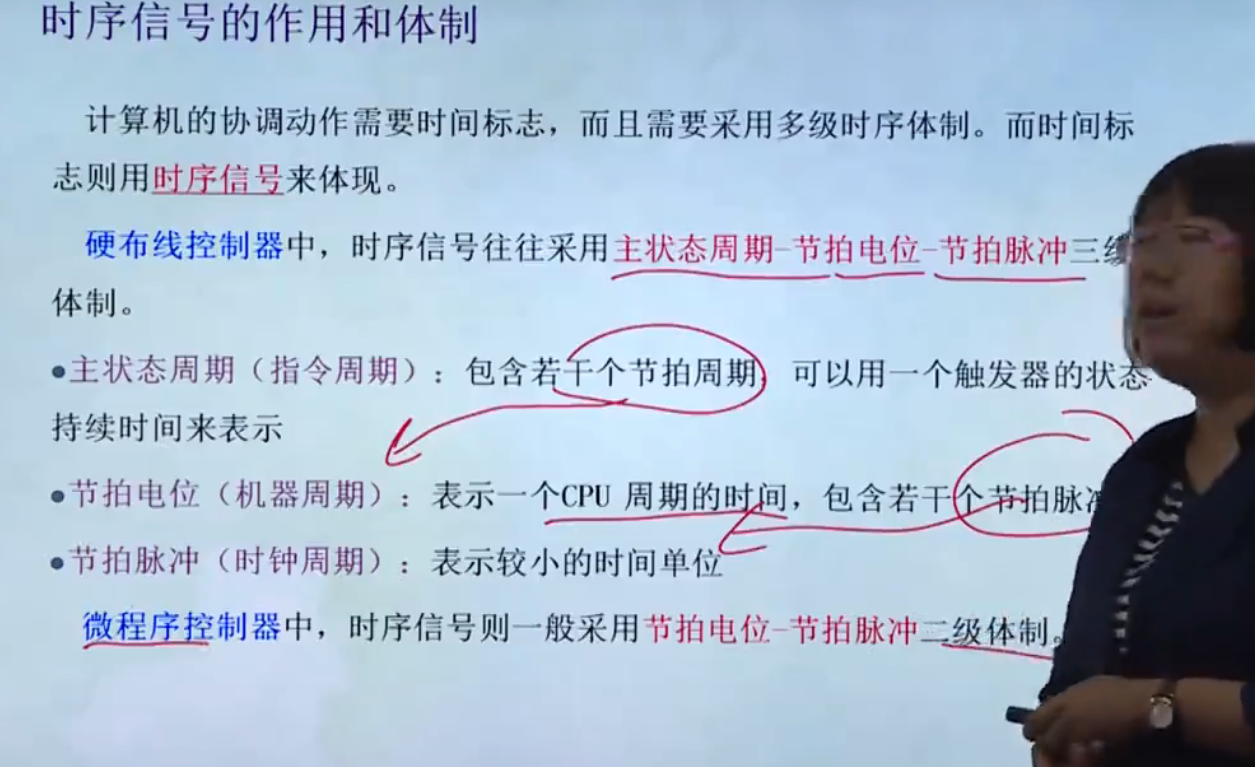 时序信号的作用和体制
计算机的协调动作需要时间标志，而且需要采用多级时序体制。而时间标
志则用时序信号来体现。
硬布线控制器中，时序信号往往采用主状态周期-节拍电位-节拍脉冲三级
体制。
●主状态周期（指令周期）：包含若干个节拍周期，可以用一个触发器的状态
持续时间来表示
●节拍电位（机器周期）：表示一个CPU 周期的时间，包含若干个节拍脉冲
●节拍脉冲（时钟周期）：表示较小的时间单位
微程序控制器中，时序信号则一般采用节拍电位-节拍脉冲二级体制。